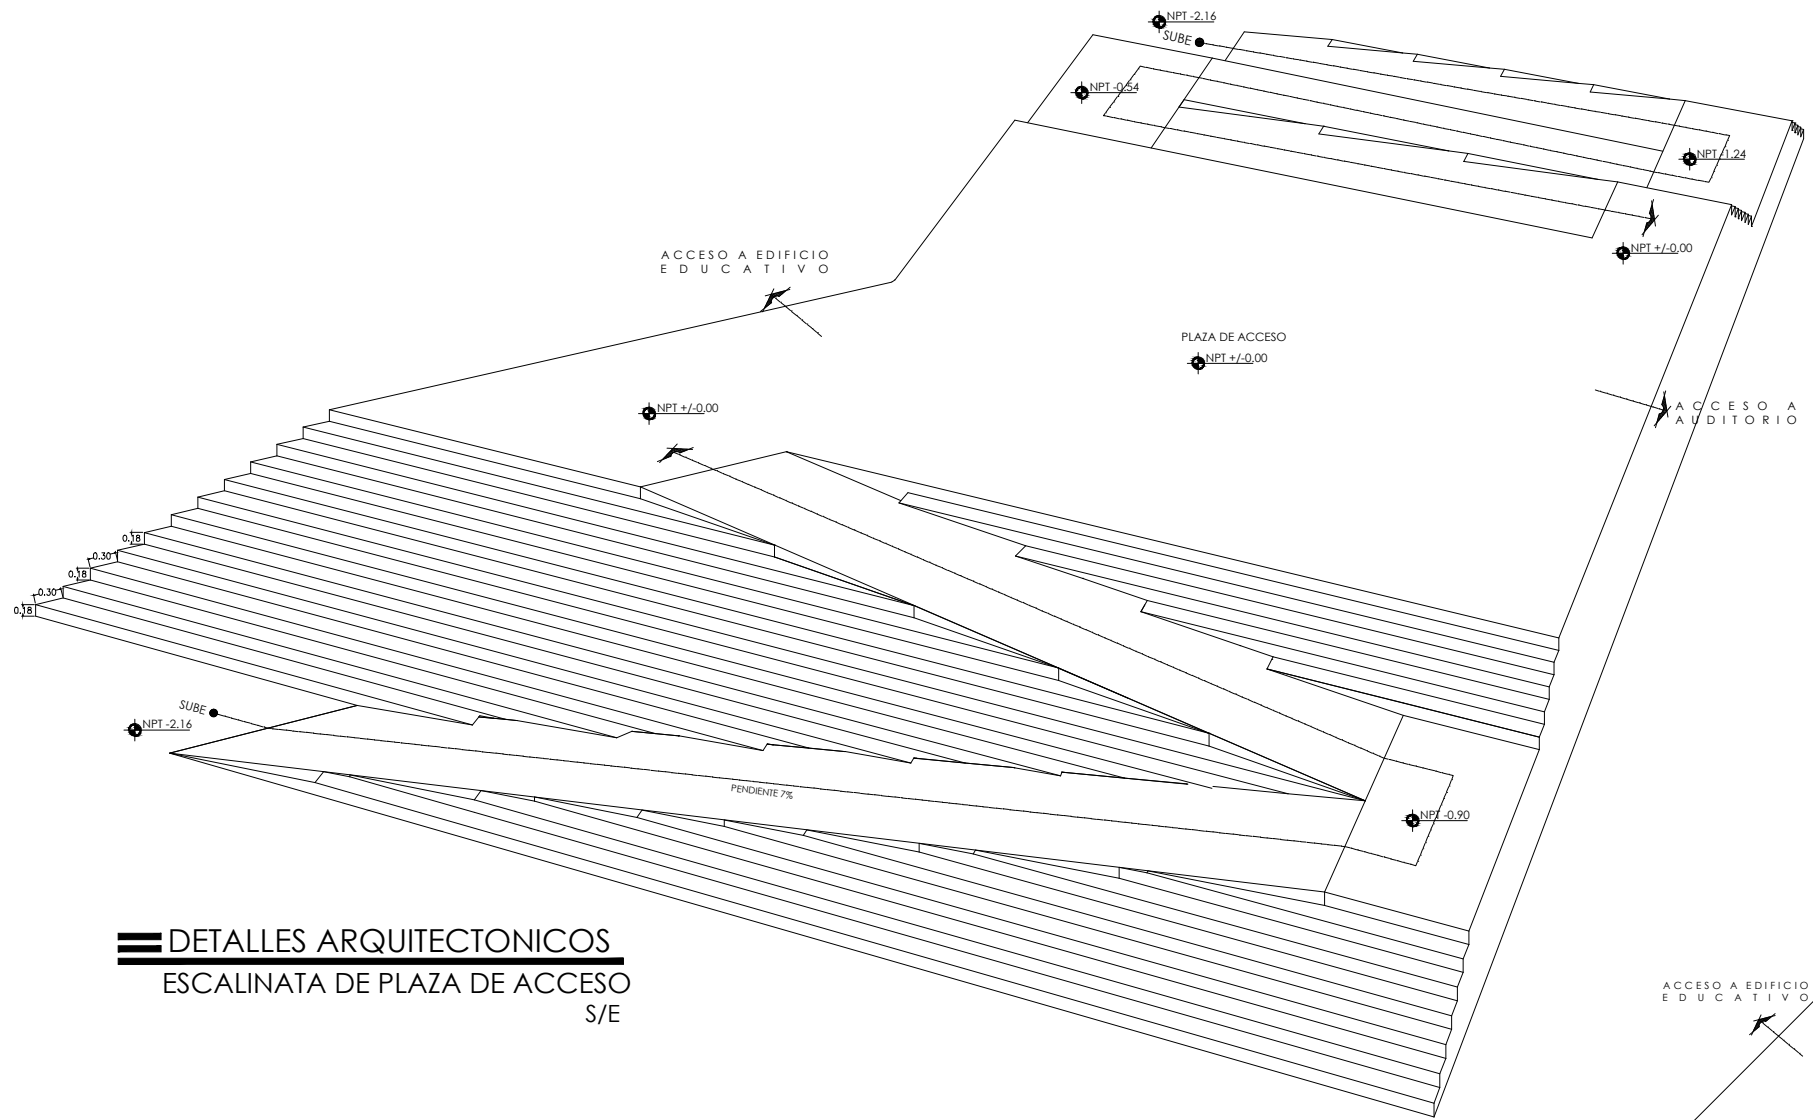 NPT -2.16
SUBE
NPT -0.54
NPT -1.24
NPT +/-0.00
ACCESO A EDIFICIO
EDUCATIVO
PLAZA DE ACCESO
NPT +/-0.00
NPT +/-0.00
ACCESO A
AUDITORIO
0.18
0.30
0.18
0.30
0.18
SUBE
NPT -2.16
PENDIENTE 7%
NPT -0.90
DETALLES ARQUITECTONICOS
ESCALINATA DE PLAZA DE ACCESO
S/E
ACCESO A EDIFICIO
EDUCATIVO